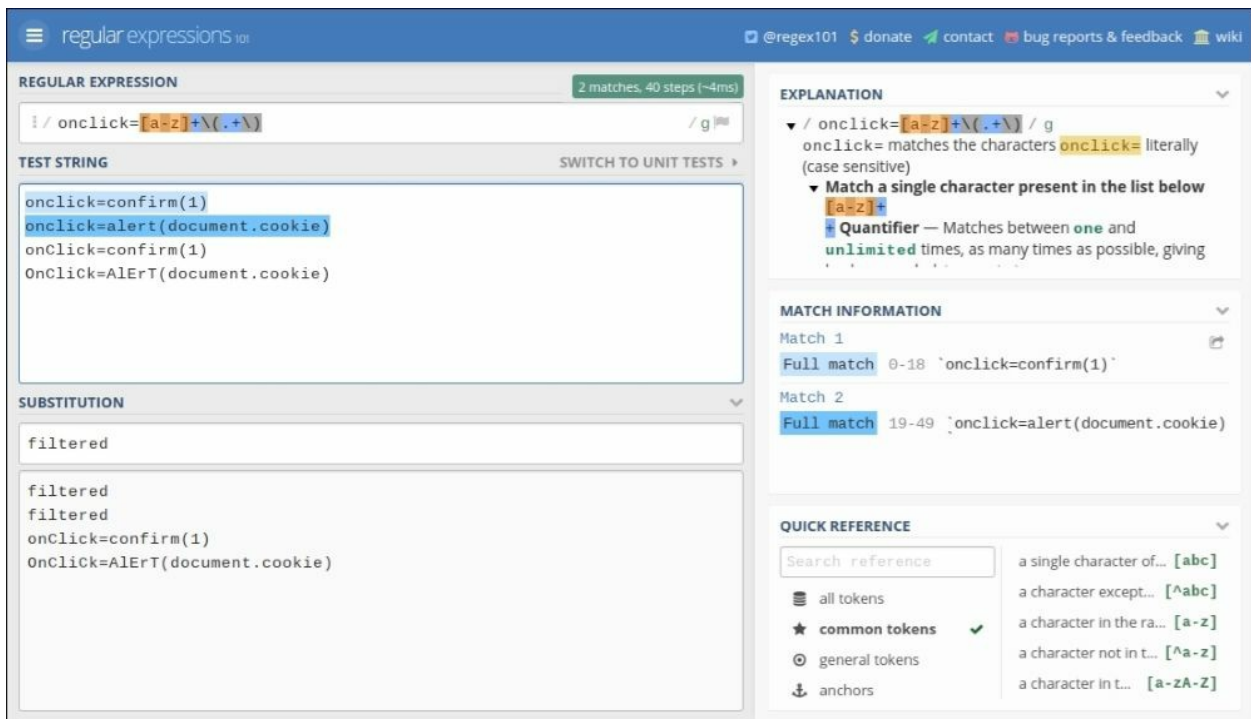 regular expressions 101
@regex101 $ donate contact bug reports & feedback wiki
REGULAR EXPRESSION
2 matches, 40 steps (~4ms)
/ onclick=[a-z]+\(.+\) / g
TEST STRING
SWITCH TO UNIT TESTS
onclick=confirm(1)
onclick=alert(document.cookie)
onClick=confirm(1)
OnCliCk=AlErT(document.cookie)
SUBSTITUTION
filtered
filtered
filtered
onClick=confirm(1)
OnCliCk=AlErT(document.cookie)
EXPLANATION
/ onclick=[a-z]+\(.+\) / g
onclick= matches the characters onclick= literally
(case sensitive)
Match a single character present in the list below
[a-z]+
+ Quantifier — Matches between one and
unlimited times, as many times as possible, giving
MATCH INFORMATION
Match 1
Full match 0-18 `onclick=confirm(1)`
Match 2
Full match 19-49 `onclick=alert(document.cookie)
QUICK REFERENCE
Search reference
all tokens
common tokens
general tokens
anchors
a single character of... [abc]
a character except... [^abc]
a character in the ra... [a-z]
a character not in t... [^a-z]
a character in t... [a-zA-Z]